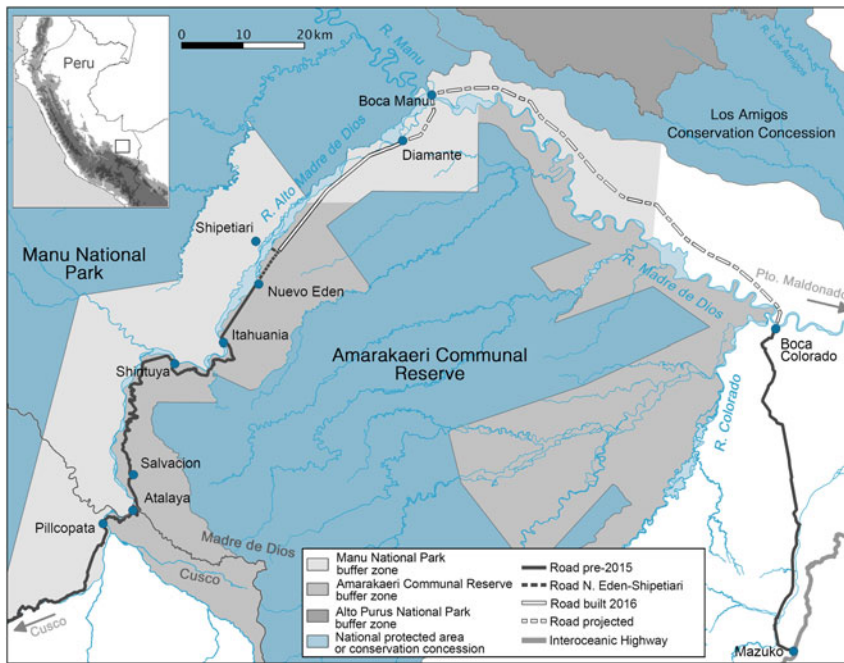 Peru
0
10
20 km
R. Manu
R. Los Amigos
Boca Manu
Los Amigos
Conservation Concession
Diamante
R. Alto Madre de Dios
Shipetiari
Manu National
Park
Nuevo Eden
R. Madre de Dios
Pto. Maldonado
Itahuania
Boca
Colorado
Shintuya
Amarakaeri Communal
Reserve
R. Colorado
Salvacion
Atalaya
Pillcopata
Madre de Dios
Cusco
Cusco
Mazuko
Manu National Park
buffer zone
Amarakaeri Communal Reserve
buffer zone
Alto Purus National Park
buffer zone
National protected area
or conservation concession
Road pre-2015
Road N. Eden-Shipetiari
Road built 2016
Road projected
Interoceanic Highway